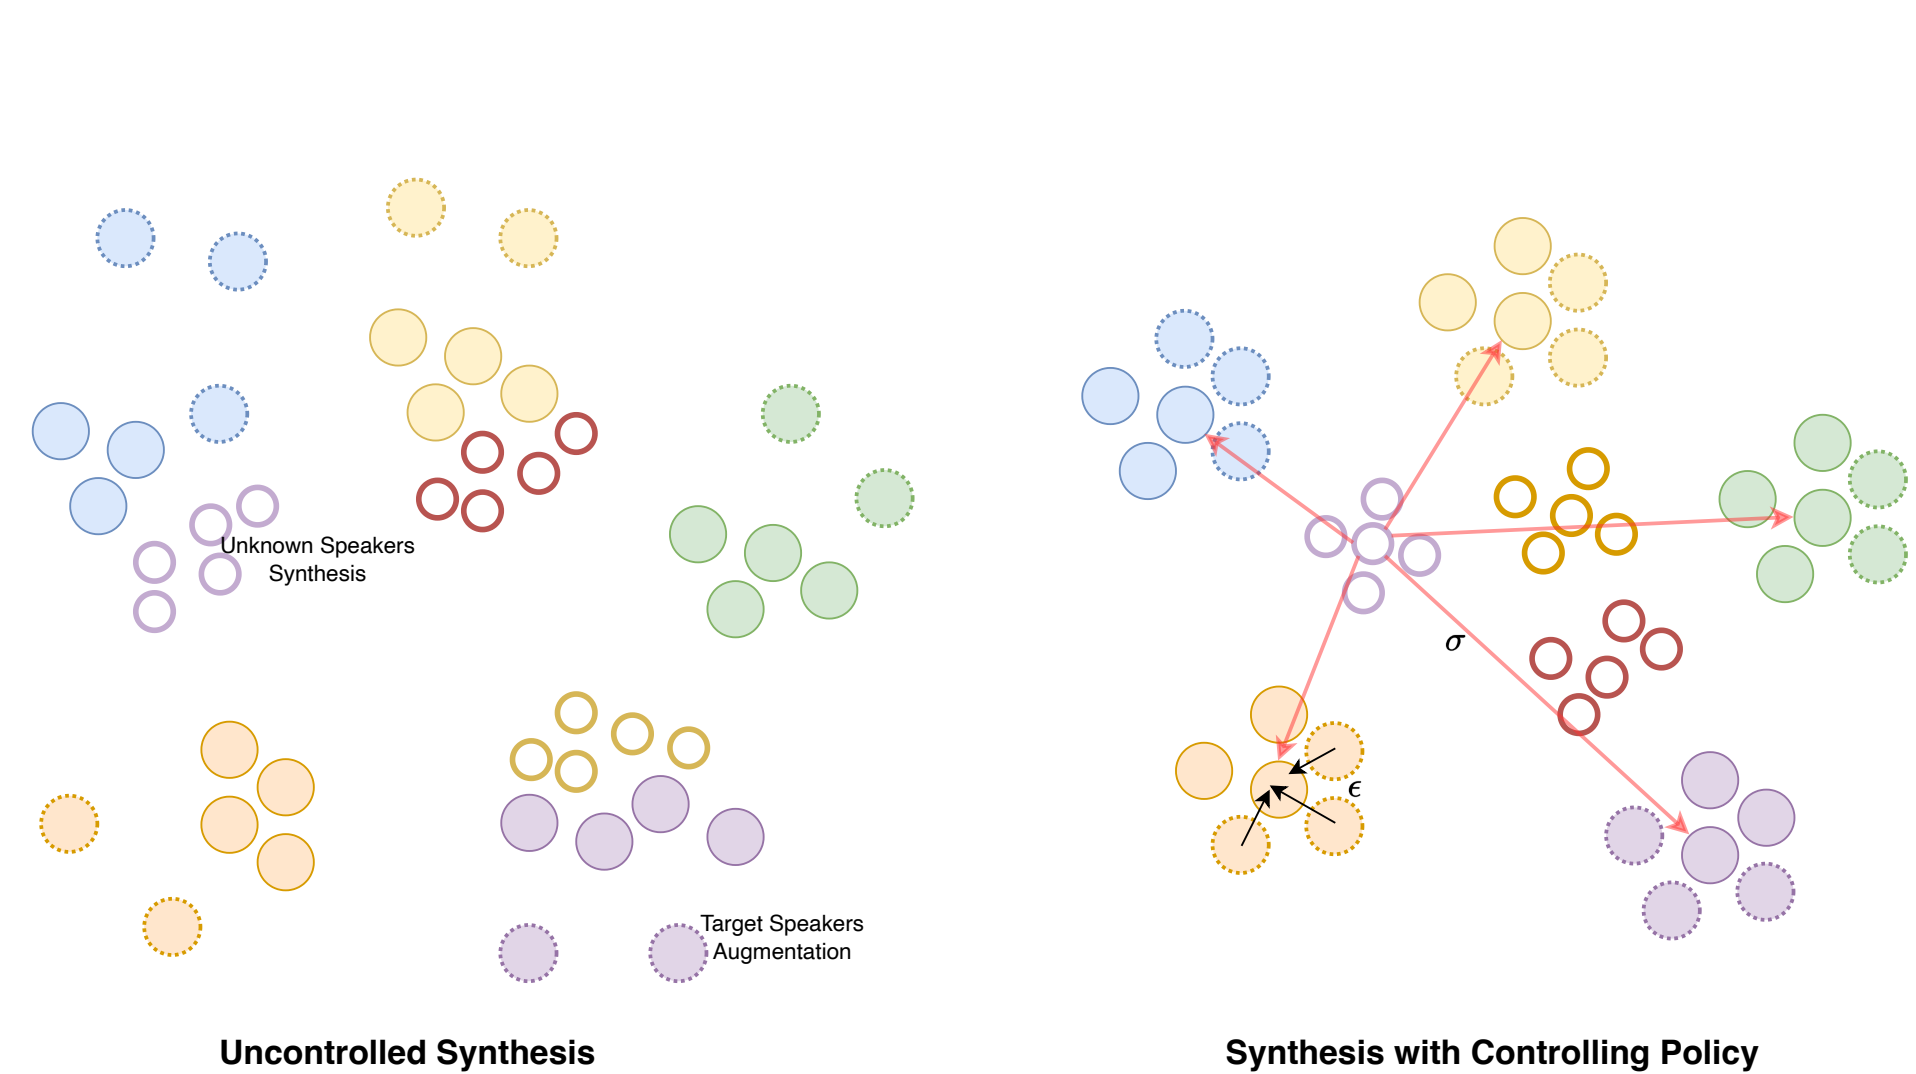 Unknown Speakers
Synthesis
Target Speakers
Augmentation
Uncontrolled Synthesis
σ
ϵ
Synthesis with Controlling Policy